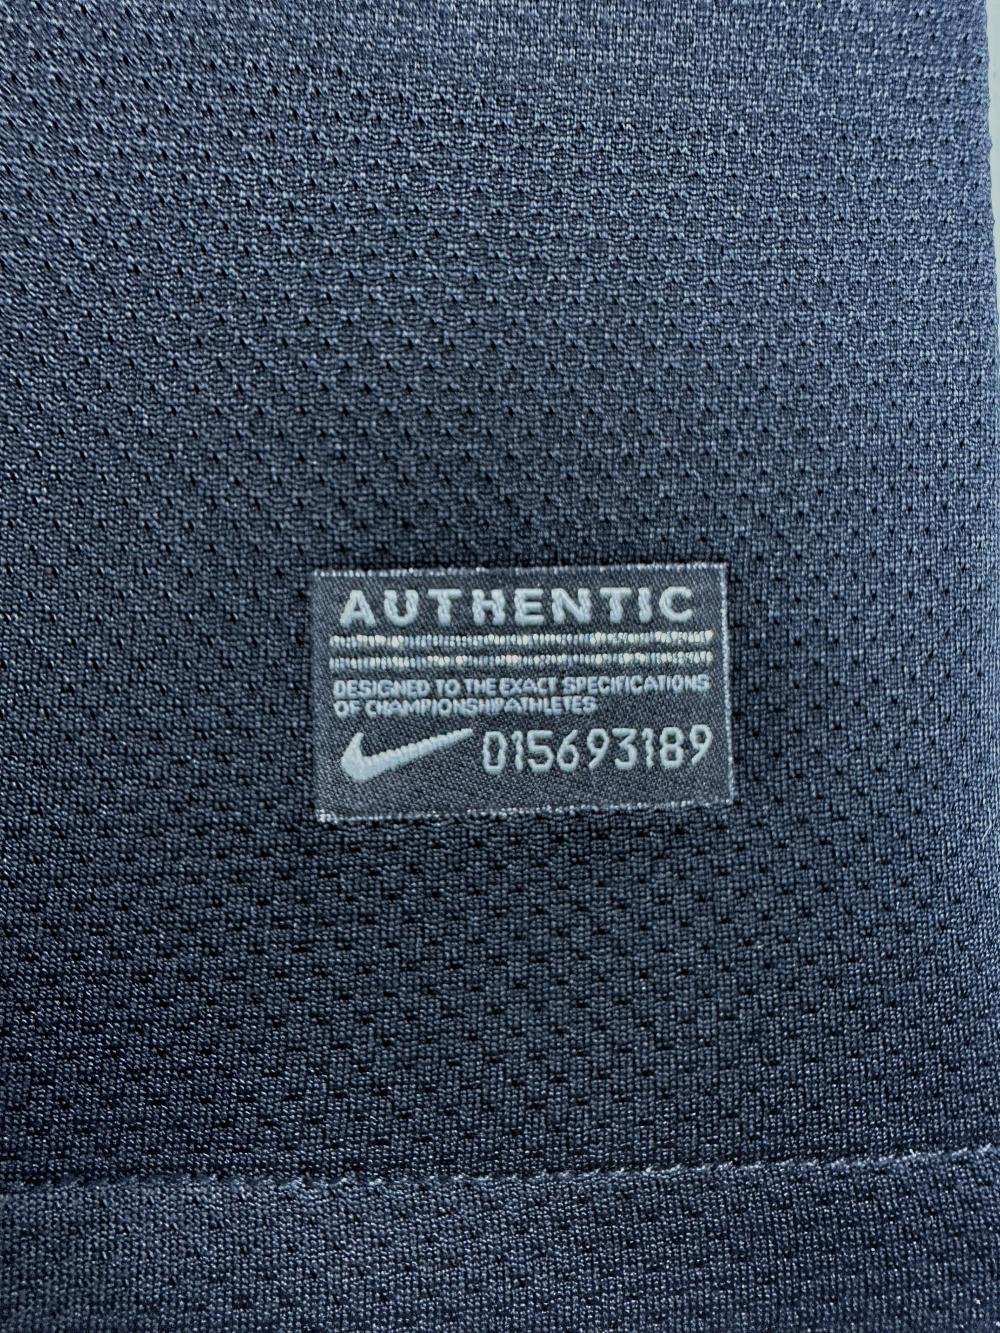 AUTHENTIC
DESIGNED TO THE EXACT SPECIFICATIONS
OF CHAMPIONSHIP ATHLETES
015693189